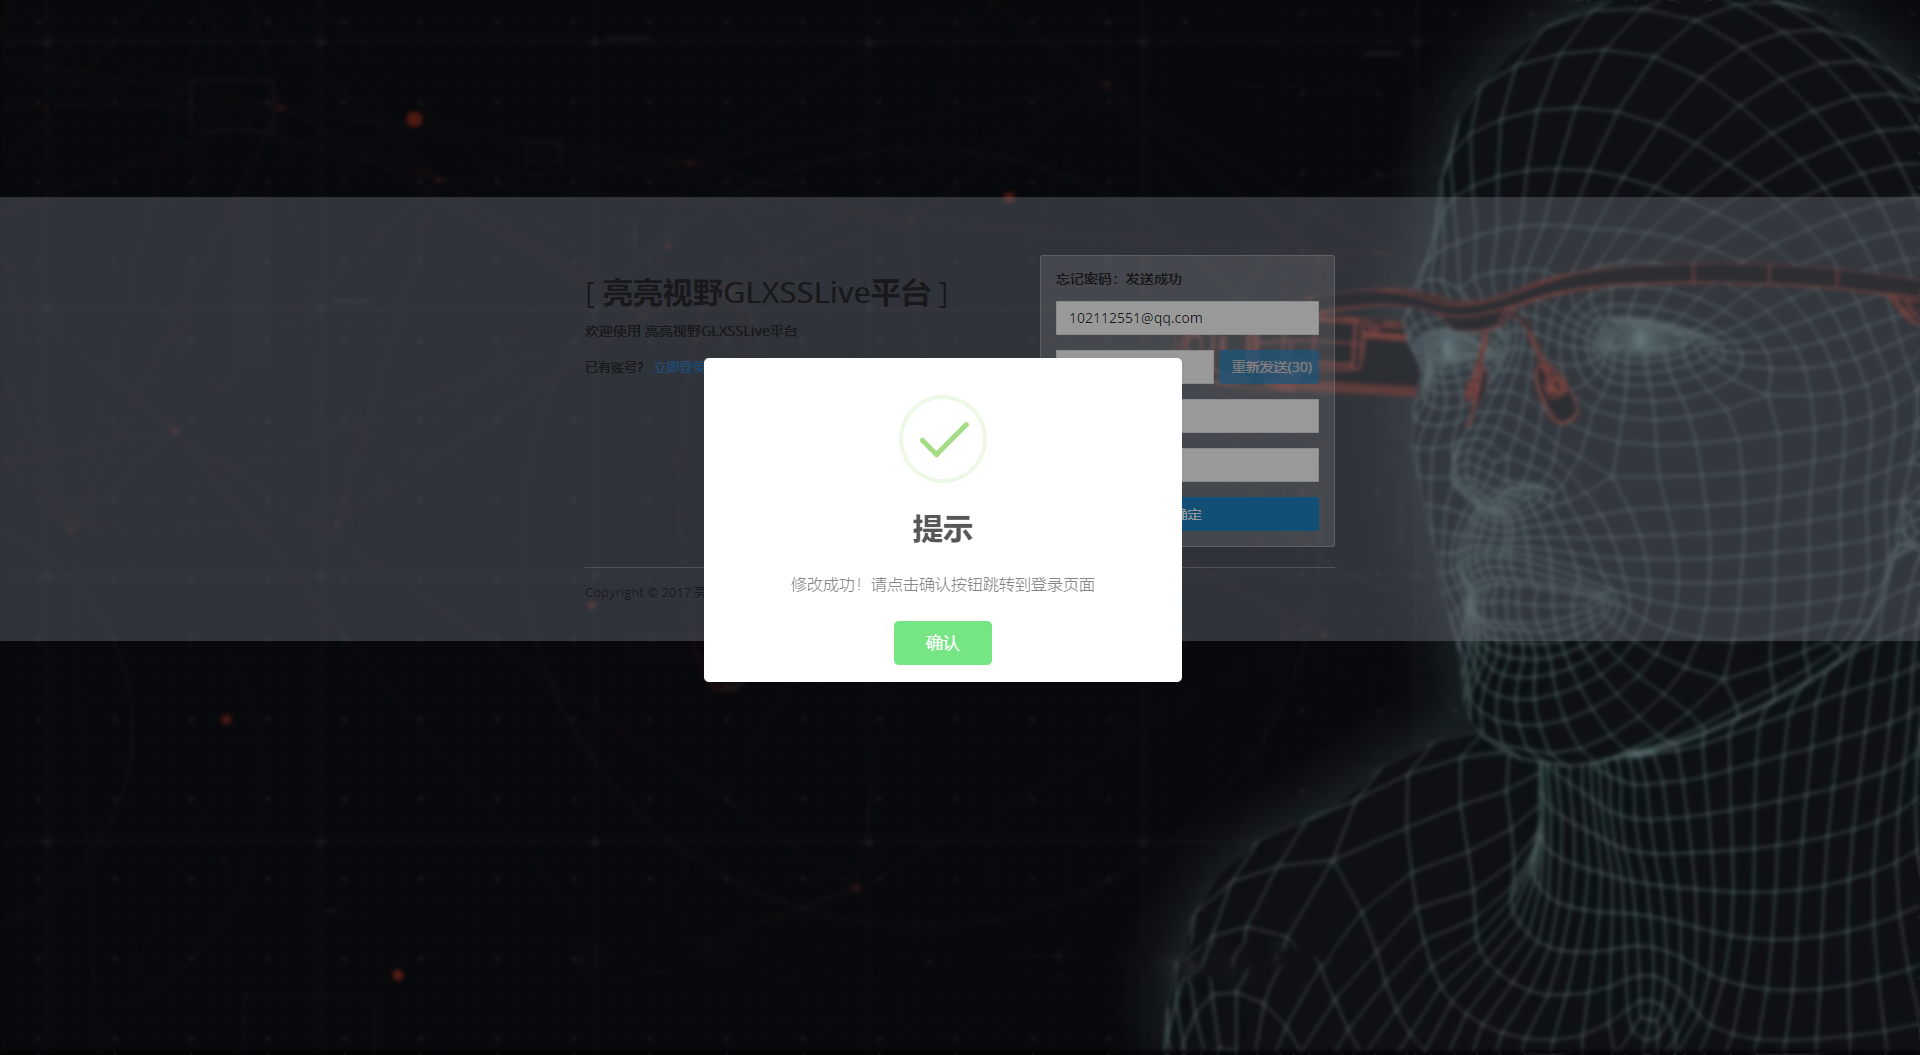 [ 亮亮视野GLXSSLive平台 ]
欢迎使用 亮亮视野GLXSSLive平台
已有账号? 立即登录
忘记密码：发送成功
102112551@qq.com
重新发送(30)
确定
提示
修改成功！请点击确认按钮跳转到登录页面
确认
Copyright © 2017